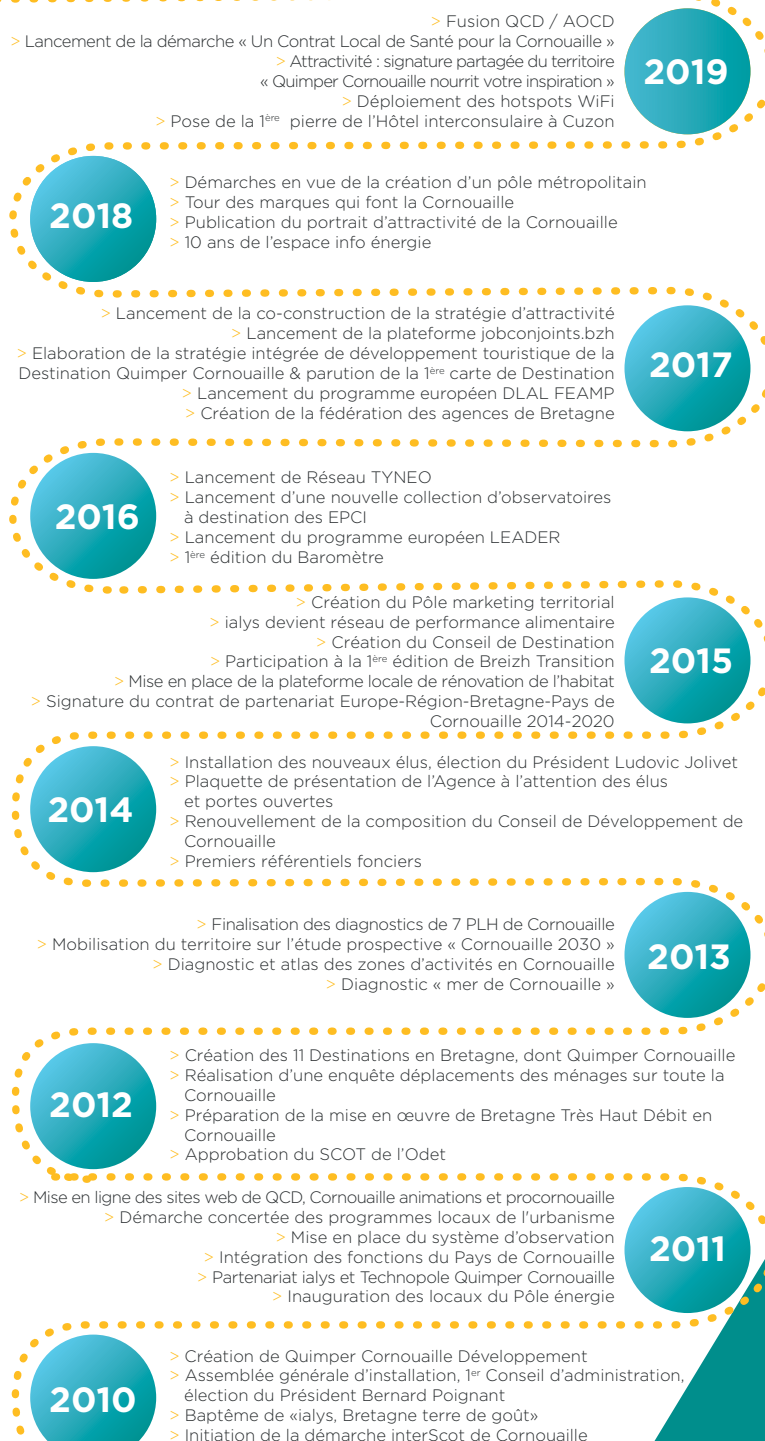 > Fusion QCD / AOCD
> Lancement de la démarche « Un Contrat Local de Santé pour la Cornouaille »
> Attractivité : signature partagée du territoire
« Quimper Cornouaille nourrit votre inspiration »
> Déploiement des hotspots WiFi
> Pose de la 1ère pierre de l'Hôtel interconsulaire à Cuzon
2019
2018
> Démarches en vue de la création d'un pôle métropolitain
> Tour des marques qui font la Cornouaille
> Publication du portrait d'attractivité de la Cornouaille
> 10 ans de l'espace info énergie
> Lancement de la co-construction de la stratégie d'attractivité
> Lancement de la plateforme jobconjoints.bzh
> Elaboration de la stratégie intégrée de développement touristique de la
Destination Quimper Cornouaille & parution de la 1ère carte de Destination
> Lancement du programme européen DLAL FEAMP
> Création de la fédération des agences de Bretagne
2017
2016
> Lancement de Réseau TYNEO
> Lancement d'une nouvelle collection d'observatoires
à destination des EPCI
> Lancement du programme européen LEADER
> 1ère édition du Baromètre
> Création du Pôle marketing territorial
> ialys devient réseau de performance alimentaire
> Création du Conseil de Destination
> Participation à la 1ère édition de Breizh Transition
> Mise en place de la plateforme locale de rénovation de l'habitat
> Signature du contrat de partenariat Europe-Région-Bretagne-Pays de
Cornouaille 2014-2020
2015
2014
> Installation des nouveaux élus, élection du Président Ludovic Jolivet
> Plaquette de présentation de l'Agence à l'attention des élus
et portes ouvertes
> Renouvellement de la composition du Conseil de Développement de
Cornouaille
> Premiers référentiels fonciers
> Finalisation des diagnostics de 7 PLH de Cornouaille
> Mobilisation du territoire sur l'étude prospective « Cornouaille 2030 »
> Diagnostic et atlas des zones d'activités en Cornouaille
> Diagnostic « mer de Cornouaille »
2013
2012
> Création des 11 Destinations en Bretagne, dont Quimper Cornouaille
> Réalisation d'une enquête déplacements des ménages sur toute la
Cornouaille
> Préparation de la mise en œuvre de Bretagne Très Haut Débit en
Cornouaille
> Approbation du SCOT de l'Odet
> Mise en ligne des sites web de QCD, Cornouaille animations et procornouaille
> Démarche concertée des programmes locaux de l'urbanisme
> Mise en place du système d'observation
> Intégration des fonctions du Pays de Cornouaille
> Partenariat ialys et Technopole Quimper Cornouaille
> Inauguration des locaux du Pôle énergie
2011
2010
> Création de Quimper Cornouaille Développement
> Assemblée générale d'installation, 1er Conseil d'administration,
élection du Président Bernard Poignant
> Baptême de «ialys, Bretagne terre de goût»
> Initiation de la démarche interScot de Cornouaille